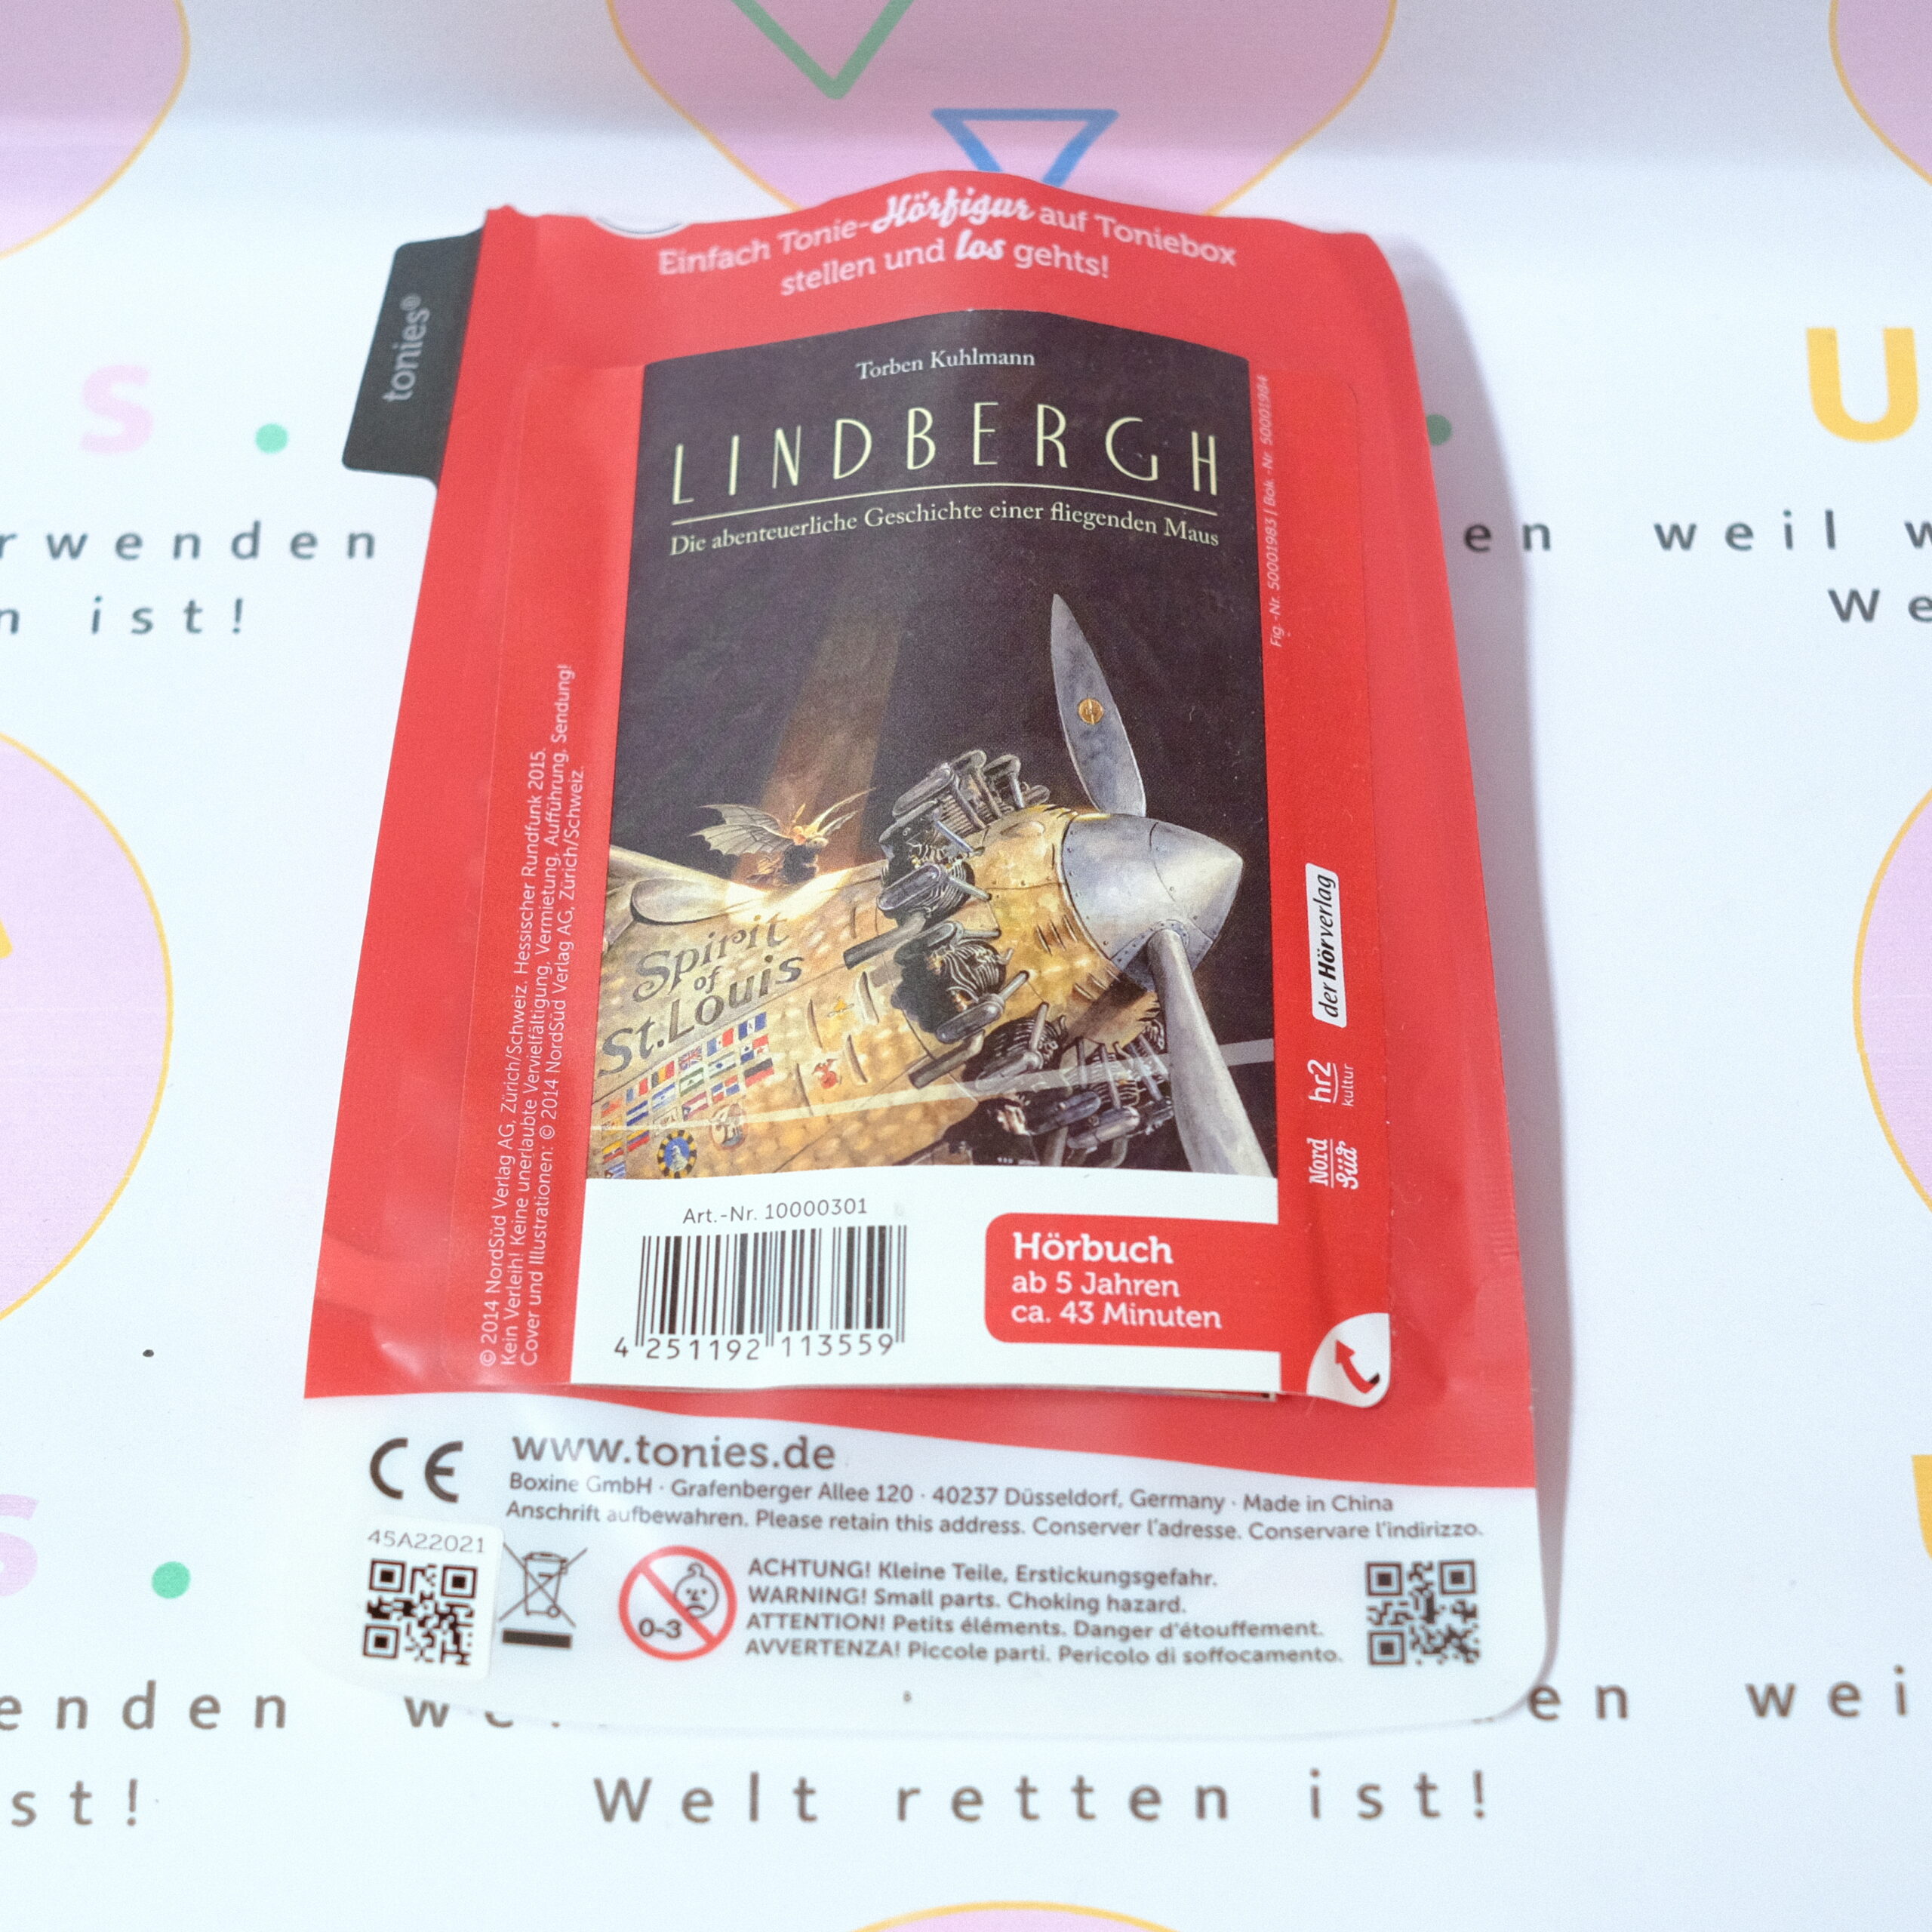 Einfach Tonie-Hörfigur auf Toniebox
stellen und los gehts!
tonies®
Torben Kuhlmann
LINDBERGH
Die abenteuerliche Geschichte einer fliegenden Maus
Fig.-Nr. 50001983 | Bok.-Nr. 50001984
Spirit
of
St.Louis
der Hörverlag
hr2
kultur
Nord
Süd
© 2014 NordSüd Verlag AG, Zürich/Schweiz. Hessischer Rundfunk 2015.
Kein Verleih! Keine unerlaubte Vervielfältigung, Vermietung, Aufführung, Sendung!
Cover und Illustrationen: © 2014 NordSüd Verlag AG, Zürich/Schweiz.
Art.-Nr. 10000301
4 251192 113559
Hörbuch
ab 5 Jahren
ca. 43 Minuten
CE
www.tonies.de
Boxine GmbH · Grafenberger Allee 120 · 40237 Düsseldorf, Germany · Made in China
Anschrift aufbewahren. Please retain this address. Conserver l'adresse. Conservare l'indirizzo.
45A22021
0-3
ACHTUNG! Kleine Teile, Erstickungsgefahr.
WARNING! Small parts. Choking hazard.
ATTENTION! Petits éléments. Danger d'étouffement.
AVVERTENZA! Piccole parti. Pericolo di soffocamento.
s.
U
rwenden
en weil w
n ist!
We
s.
enden
en wei
st!
Welt retten ist!